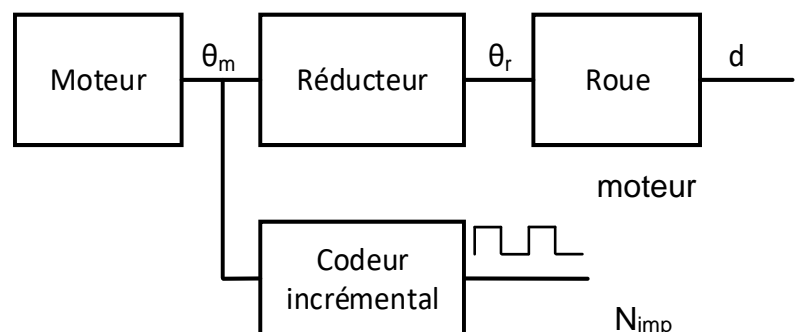 Moteur
θm
Réducteur
θr
Roue
d
moteur
Codeur
incrémental
Nimp